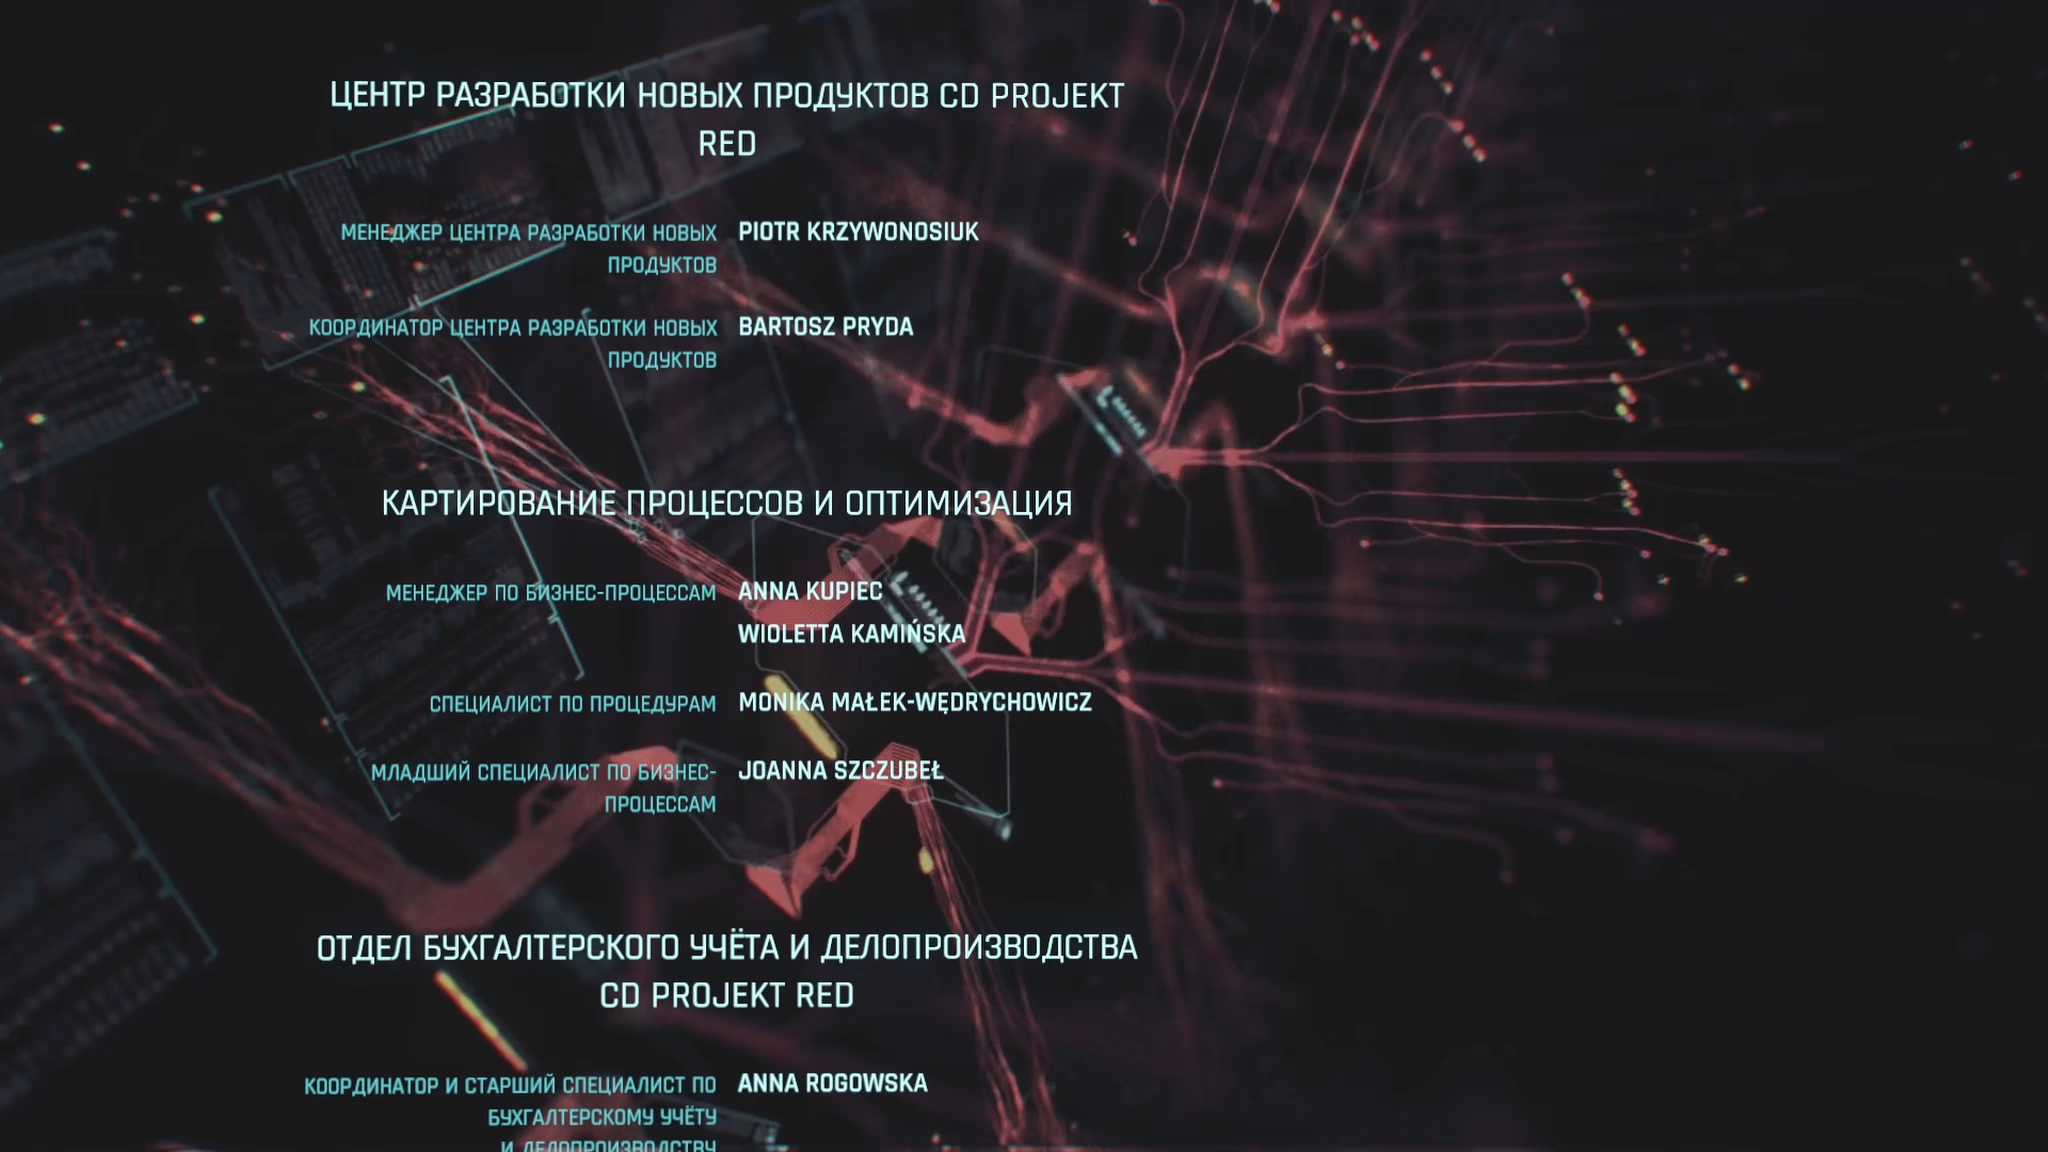 ЦЕНТР РАЗРАБОТКИ НОВЫХ ПРОДУКТОВ CD PROJEKT
RED
МЕНЕДЖЕР ЦЕНТРА РАЗРАБОТКИ НОВЫХ PIOTR KRZYWONOSIUK
ПРОДУКТОВ
КООРДИНАТОР ЦЕНТРА РАЗРАБОТКИ НОВЫХ BARTOSZ PRYDA
ПРОДУКТОВ
КАРТИРОВАНИЕ ПРОЦЕССОВ И ОПТИМИЗАЦИЯ
МЕНЕДЖЕР ПО БИЗНЕС-ПРОЦЕССАМ ANNA KUPIEC
WIOLETTA KAMIŃSKA
СПЕЦИАЛИСТ ПО ПРОЦЕДУРАМ MONIKA MAŁEK-WĘDRYCHOWICZ
МЛАДШИЙ СПЕЦИАЛИСТ ПО БИЗНЕС- JOANNA SZCZUBEŁ
ПРОЦЕССАМ
ОТДЕЛ БУХГАЛТЕРСКОГО УЧЁТА И ДЕЛОПРОИЗВОДСТВА
CD PROJEKT RED
КООРДИНАТОР И СТАРШИЙ СПЕЦИАЛИСТ ПО ANNA ROGOWSKA
БУХГАЛТЕРСКОМУ УЧЁТУ
И ДЕЛОПРОИЗВОДСТВУ